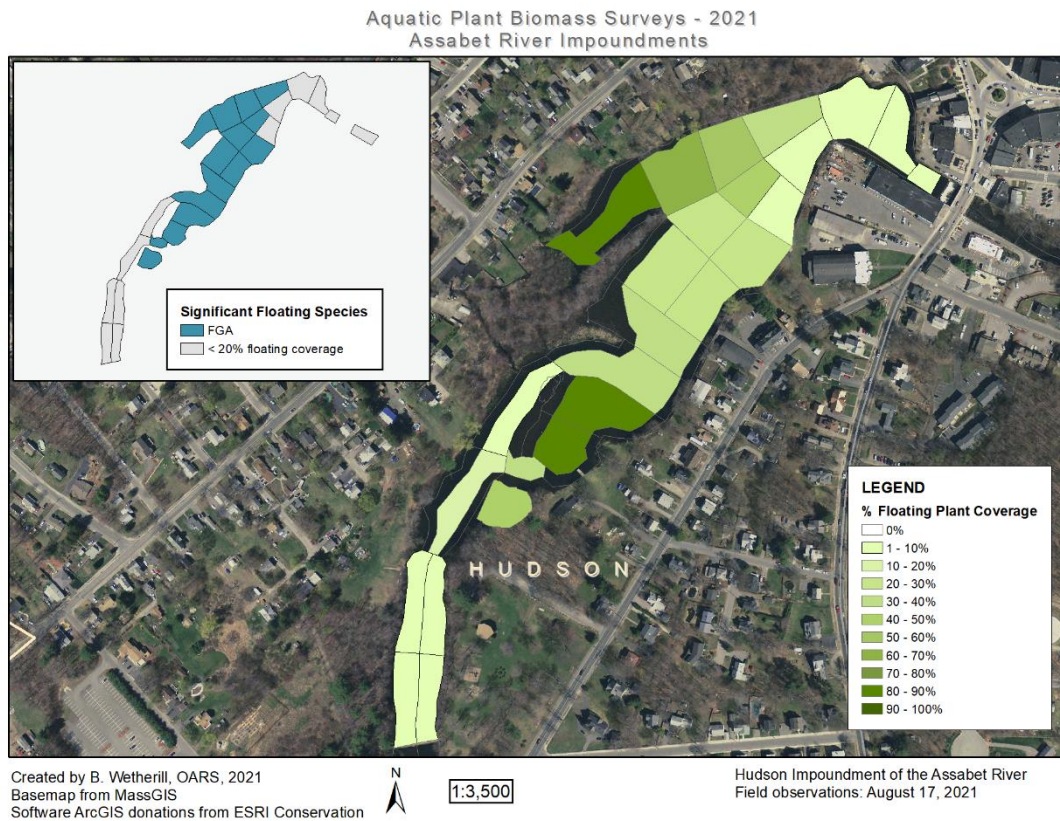 Aquatic Plant Biomass Surveys - 2021
Assabet River Impoundments
Significant Floating Species
FGA
< 20% floating coverage
HUDSON
LEGEND
% Floating Plant Coverage
0%
1 - 10%
10 - 20%
20 - 30%
30 - 40%
40 - 50%
50 - 60%
60 - 70%
70 - 80%
80 - 90%
90 - 100%
Created by B. Wetherill, OARS, 2021
Basemap from MassGIS
Software ArcGIS donations from ESRI Conservation
N
1:3,500
Hudson Impoundment of the Assabet River
Field observations: August 17, 2021